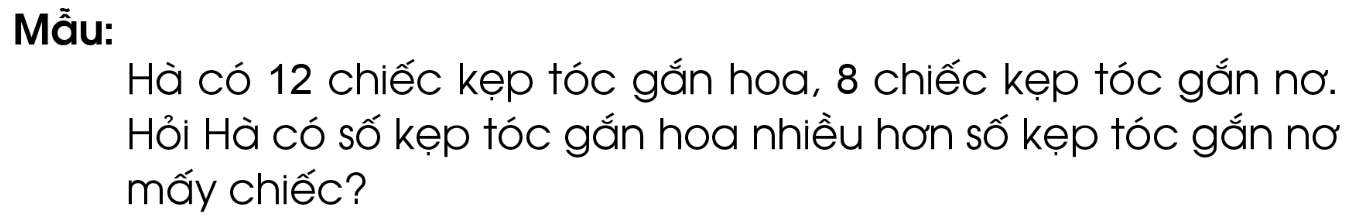 Mẫu:
Hà có 12 chiếc kẹp tóc gắn hoa, 8 chiếc kẹp tóc gắn nơ.
Hỏi Hà có số kẹp tóc gắn hoa nhiều hơn số kẹp tóc gắn nơ
mấy chiếc?